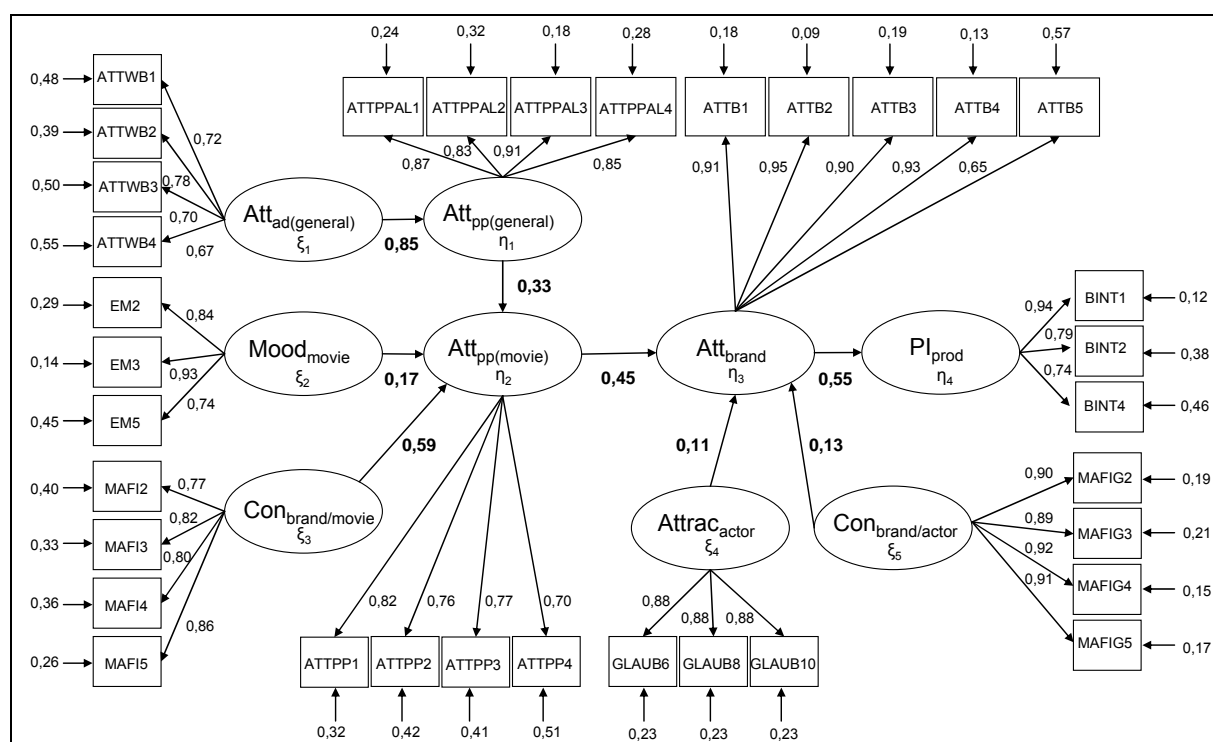 0,24 0,32 0,18 0,28 0,18 0,09 0,19 0,13 0,57
0,48 ATTWB1
ATTPPAL1 ATTPPAL2 ATTPPAL3 ATTPPAL4 ATTB1 ATTB2 ATTB3 ATTB4 ATTB5
0,39 ATTWB2 0,72
0,87 0,83 0,91 0,85 0,91 0,95 0,90 0,93 0,65
0,50 ATTWB3 0,78
0,70
0,55 ATTWB4 0,67
Att ad(general) ξ1
0,85
Att pp(general) η1
0,33
0,29 EM2 0,84
0,14 EM3 0,93
0,45 EM5 0,74
Mood movie ξ2
0,17
Att pp(movie) η2
0,45
Att brand η3
0,55
PI prod η4
0,94 BINT1 0,12
0,79 BINT2 0,38
0,74 BINT4 0,46
0,59
0,11
0,13
0,40 MAFI2 0,77
0,33 MAFI3 0,82
0,36 MAFI4 0,80
0,26 MAFI5 0,86
Con brand/movie ξ3
Attrac actor ξ4
Con brand/actor ξ5
0,90 MAFIG2 0,19
0,89 MAFIG3 0,21
0,92 MAFIG4 0,15
0,91 MAFIG5 0,17
0,82 0,76 0,77 0,70 0,88 0,88 0,88
ATTPP1 ATTPP2 ATTPP3 ATTPP4 GLAUB6 GLAUB8 GLAUB10
0,32 0,42 0,41 0,51 0,23 0,23 0,23